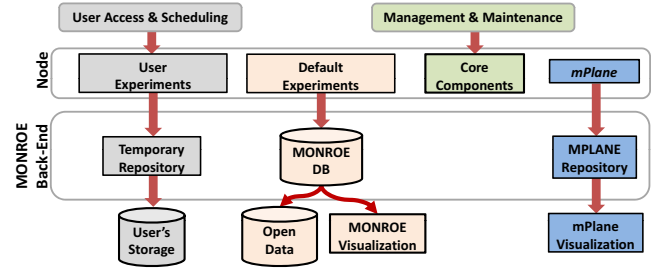 User Access & Scheduling
Management & Maintenance
Node
User
Experiments
Default
Experiments
Core
Components
mPlane
MONROE
Back-End
Temporary
Repository
MONROE
DB
MPLANE
Repository
User's
Storage
Open
Data
MONROE
Visualization
mPlane
Visualization